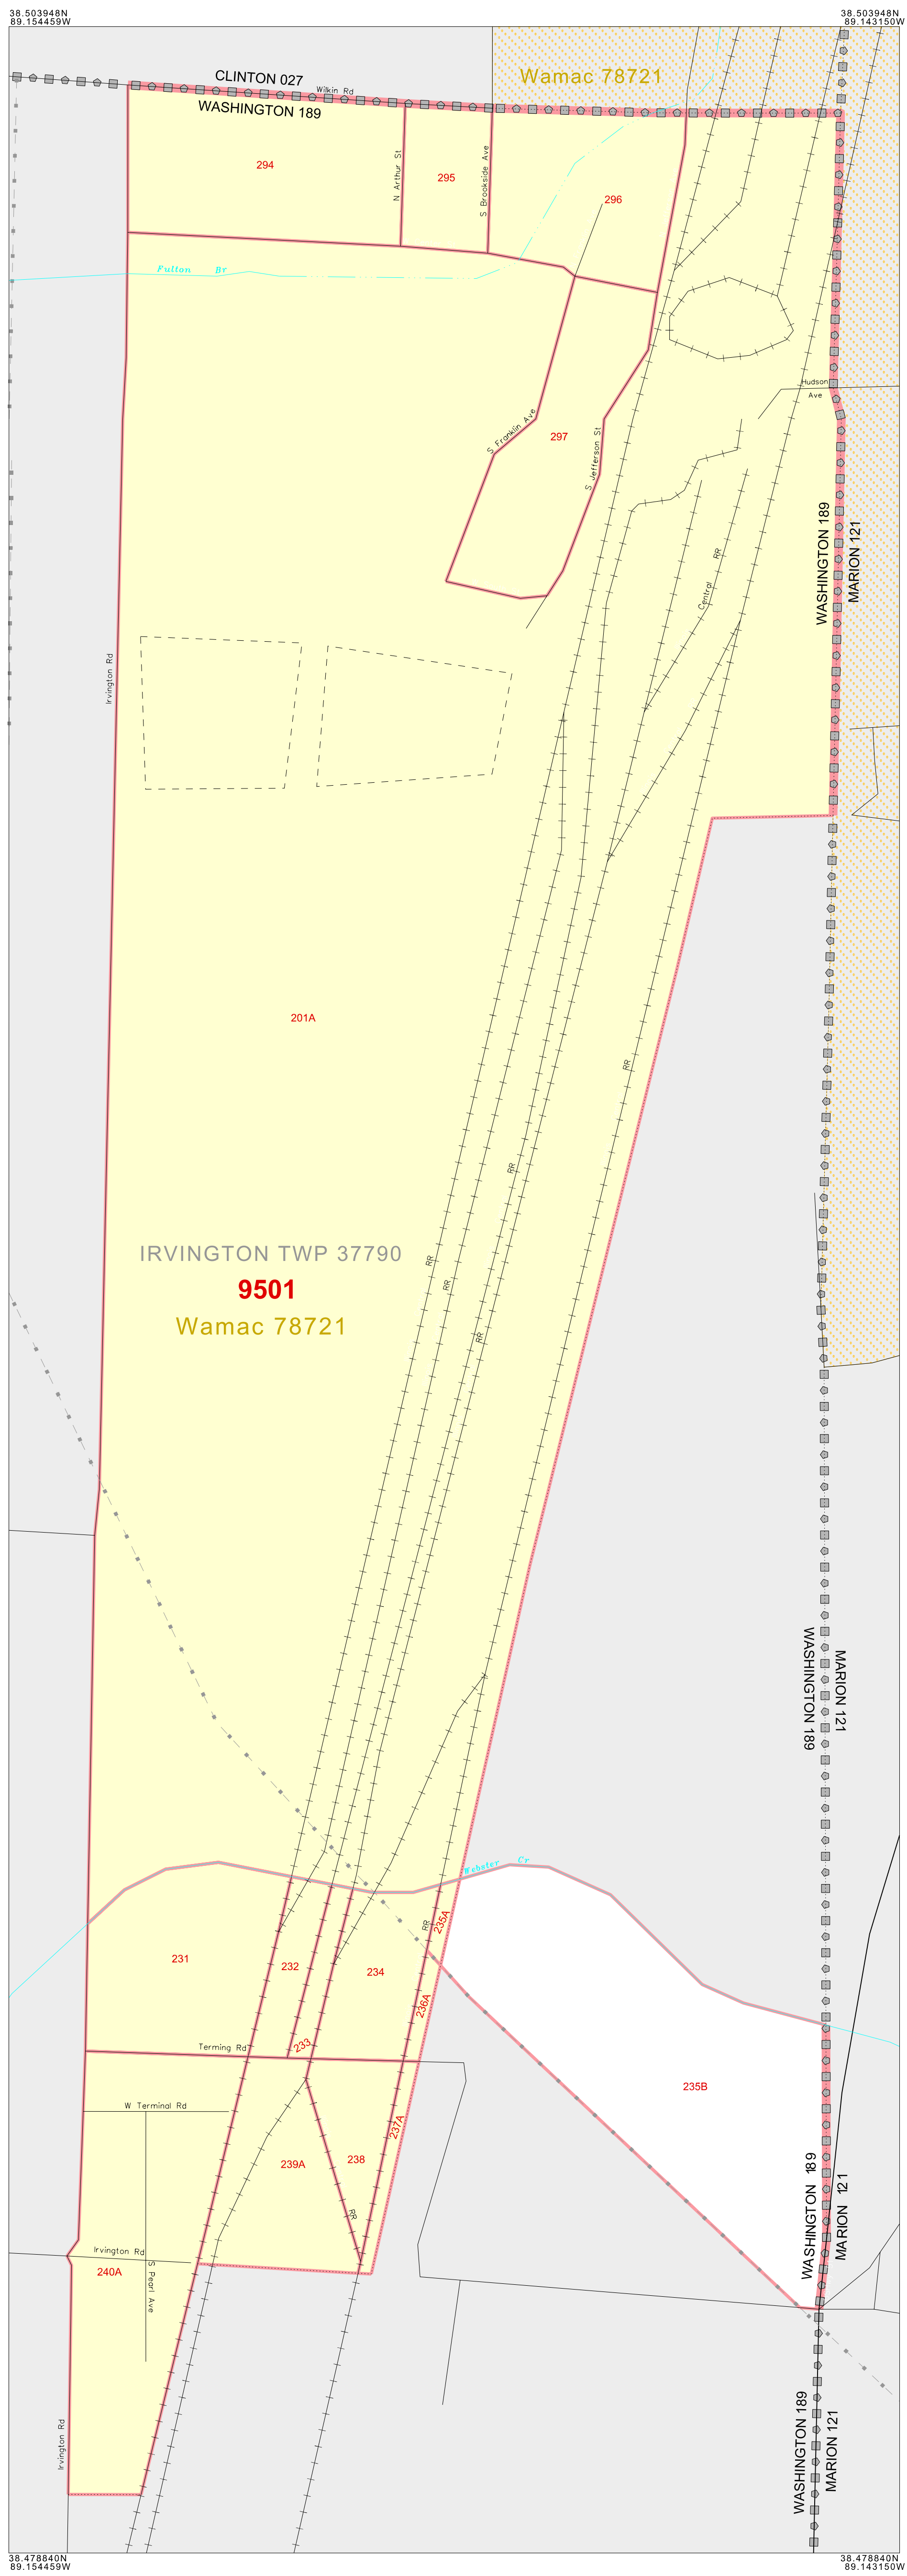 38.503948N
89.154459W
38.503948N
89.143150W
CLINTON 027
Wilkin Rd
WASHINGTON 189
Wamac 78721
294
N Arthur St
295
S Brookside Ave
296
Fulton Br
Hudson
Ave
S Franklin Ave
297
S Jefferson St
WASHINGTON 189
MARION 121
Central RR
Irvington Rd
201A
RR
RR
IRVINGTON TWP 37790
9501
Wamac 78721
RR
RR
RR
WASHINGTON 189
MARION 121
Webster Cr
RR
235A
231
232
234
236A
233
Terming Rd
235B
W Terminal Rd
237A
239A
238
RR
WASHINGTON 189
MARION 121
Irvington Rd
240A
S Pearl Ave
Irvington Rd
WASHINGTON 189
MARION 121
38.478840N
89.154459W
38.478840N
89.143150W